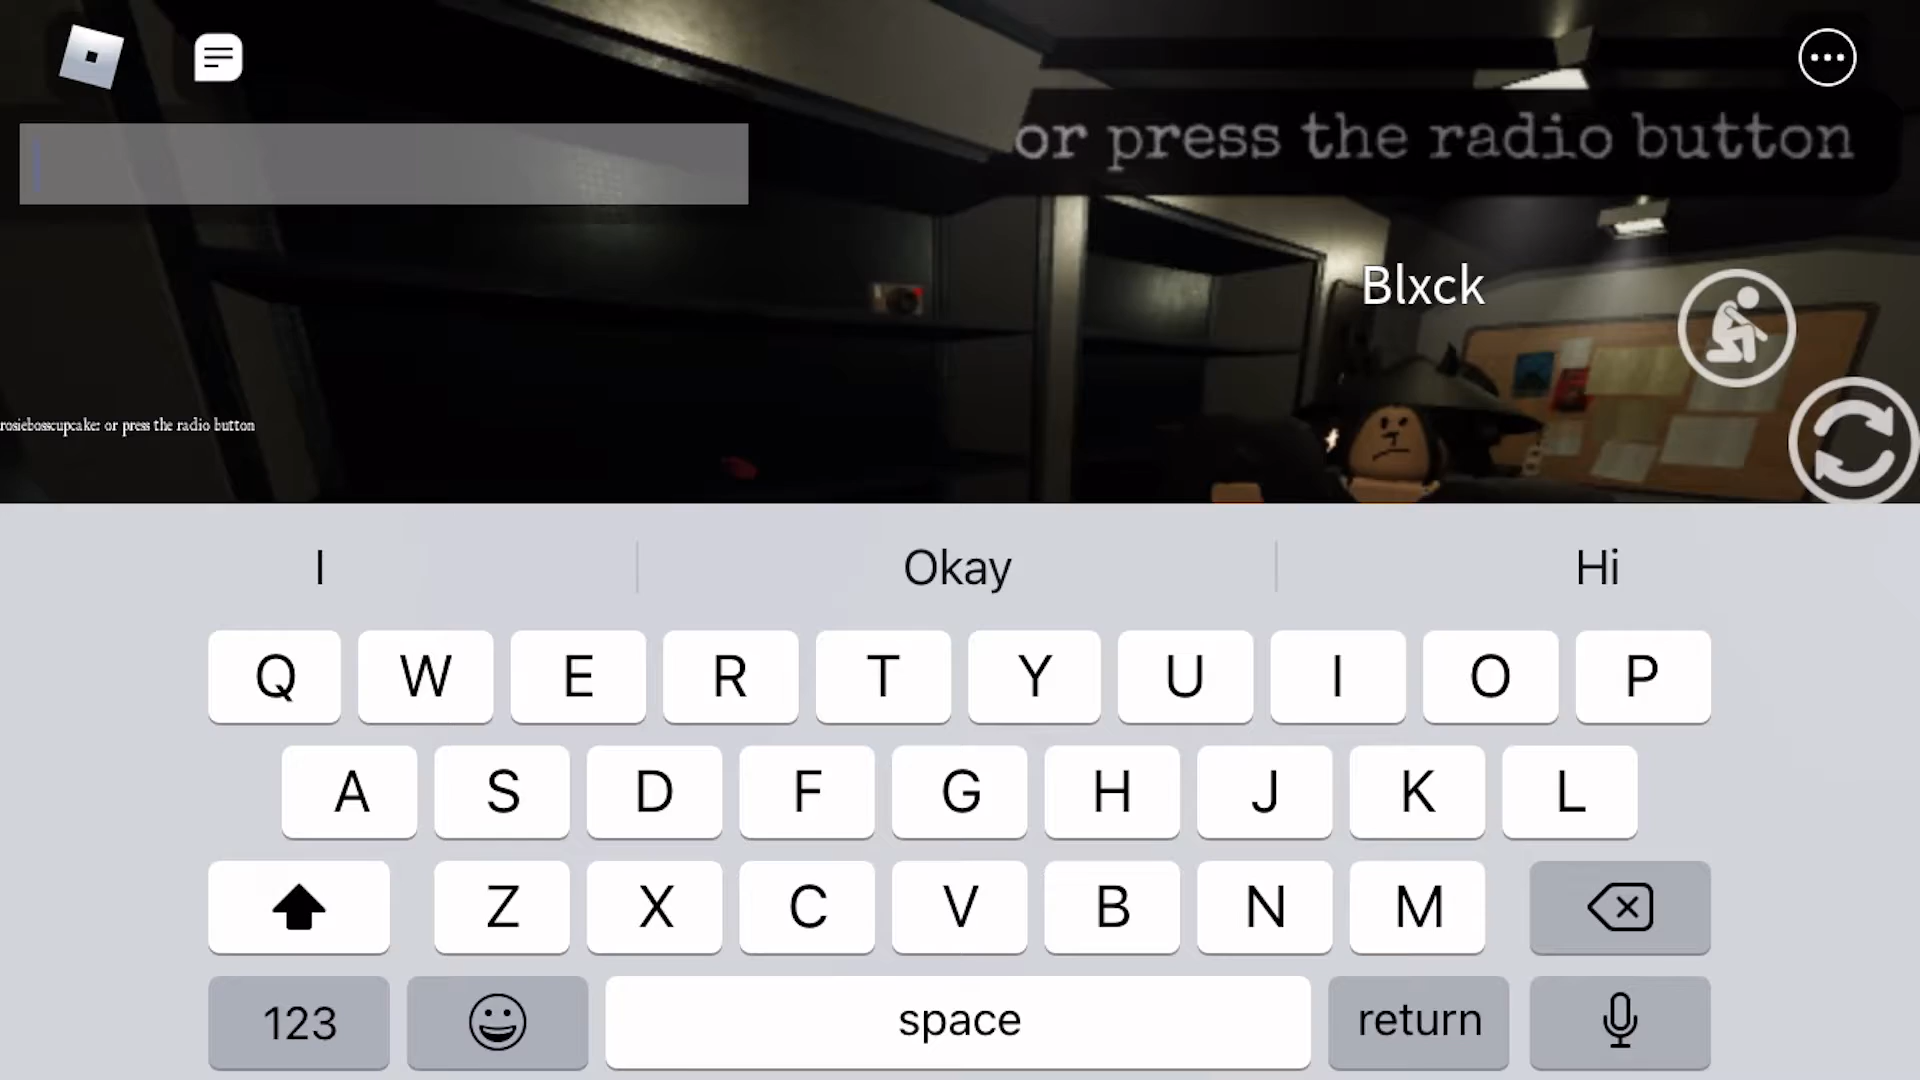 or press the radio button
Blxck
rosiebosscupcake: or press the radio button
I Okay Hi
Q W E R T Y U I O P
A S D F G H J K L
Z X C V B N M
123 space return